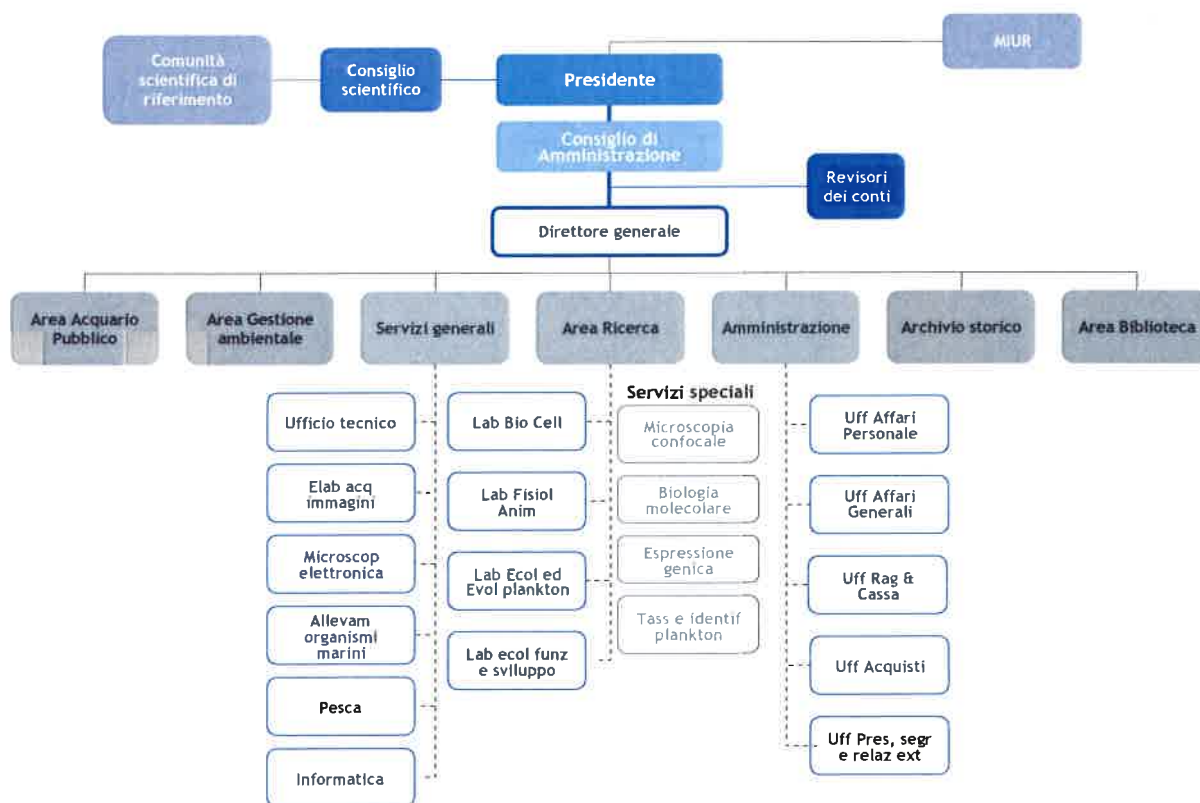 MIUR
Comunità
scientifica di
riferimento
Consiglio
scientifico
Presidente
Consiglio di
Amministrazione
Revisori
dei conti
Direttore generale
Area Acquario
Pubblico
Area Gestione
ambientale
Servizi generali
Area Ricerca
Amministrazione
Archivio storico
Area Biblioteca
Ufficio tecnico
Elab acq
immagini
Microscop
elettronica
Allevam
organismi
marini
Pesca
Informatica
Lab Bio Cell
Lab Fisiol
Anim
Lab Ecol ed
Evol plankton
Lab ecol funz
e sviluppo
Servizi speciali
Microscopia
confocale
Biologia
molecolare
Espressione
genica
Tass e identif
plankton
Uff Affari
Personale
Uff Affari
Generali
Uff Rag &
Cassa
Uff Acquisti
Uff Pres, segr
e relaz ext